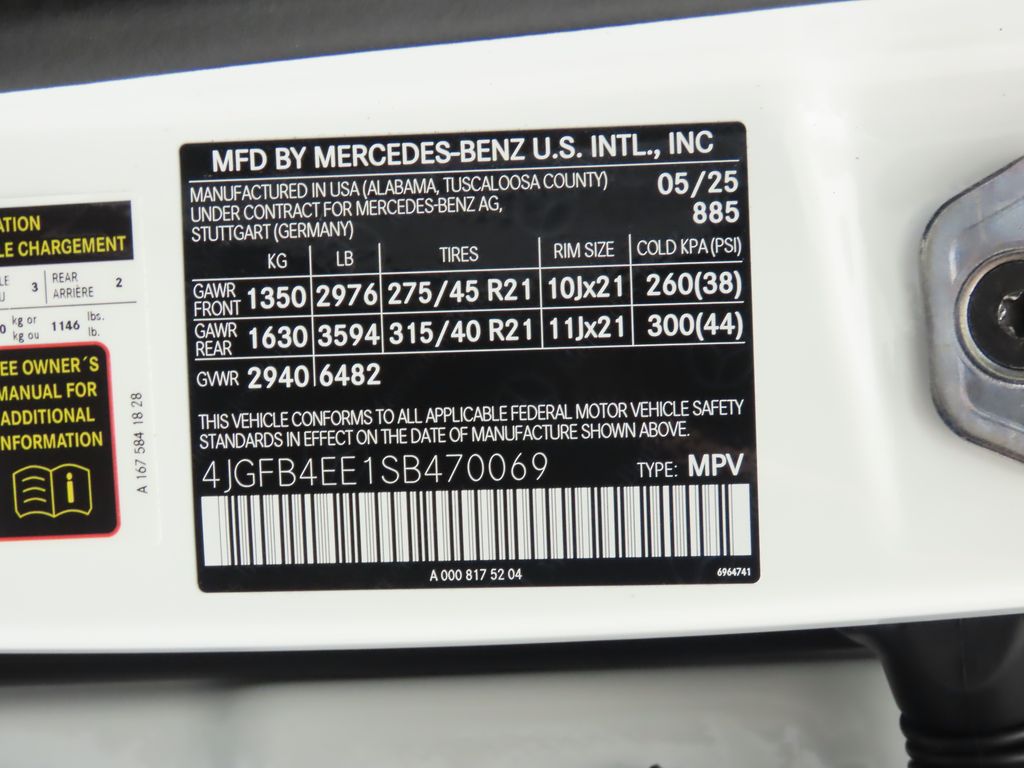 MFD BY MERCEDES-BENZ U.S. INTL., INC
MANUFACTURED IN USA (ALABAMA, TUSCALOOSA COUNTY) 05/25
UNDER CONTRACT FOR MERCEDES-BENZ AG, 885
STUTTGART (GERMANY)
KG LB TIRES RIM SIZE COLD KPA (PSI)
GAWR FRONT 1350 2976 275/45 R21 10Jx21 260(38)
GAWR REAR 1630 3594 315/40 R21 11Jx21 300(44)
GVWR 2940 6482
THIS VEHICLE CONFORMS TO ALL APPLICABLE FEDERAL MOTOR VEHICLE SAFETY
STANDARDS IN EFFECT ON THE DATE OF MANUFACTURE SHOWN ABOVE.
4JGFB4EE1SB470069 TYPE: MPV
A 000 817 52 04 6964741
ATION
LE CHARGEMENT
LE
U 3 REAR
ARRIÈRE 2
0 kg or
kg ou 1146 lbs.
lb.
EE OWNER´S
MANUAL FOR
ADDITIONAL
NFORMATION
i
A 167 584 18 28